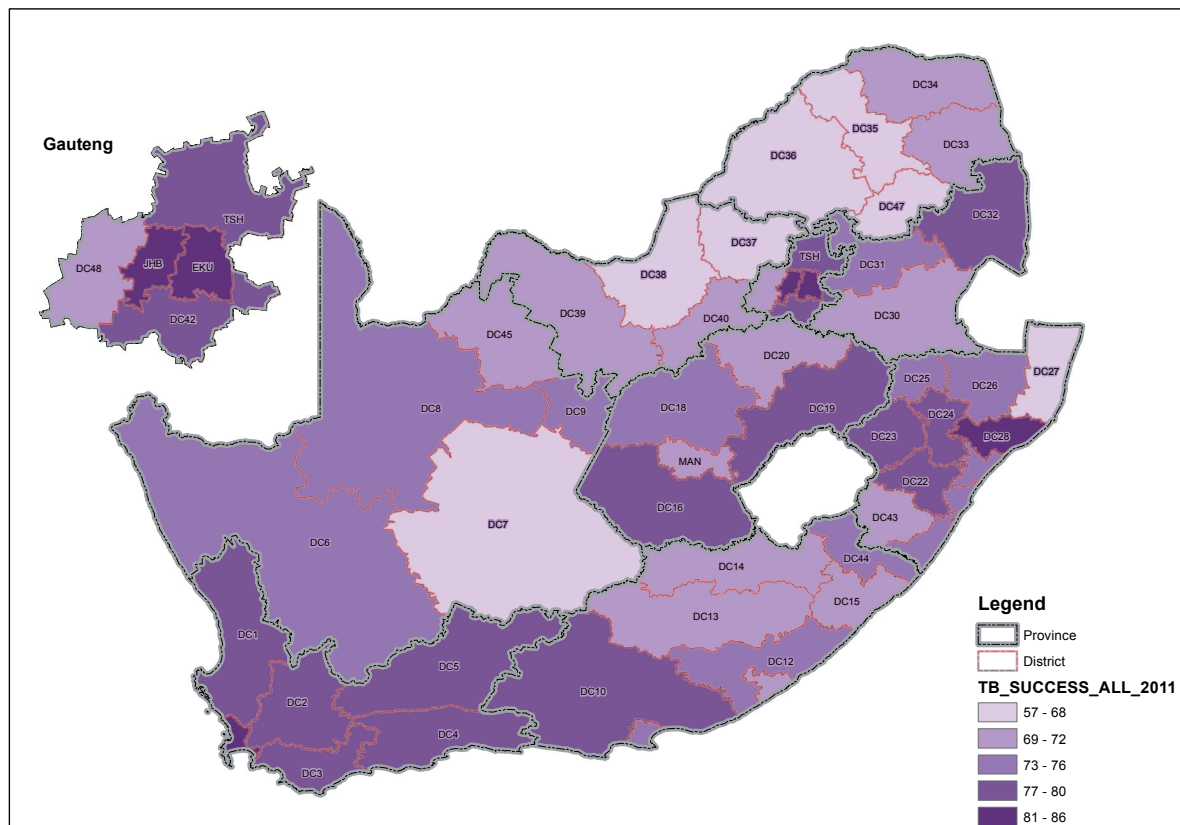 Gauteng
TSH
JHB
EKU
DC48
DC42
DC34
DC35
DC33
DC36
DC47
DC32
DC37
TSH
DC31
DC38
DC39
DC40
DC30
DC45
DC20
DC27
DC25
DC26
DC8
DC9
DC18
DC19
DC24
DC23
DC28
MAN
DC22
DC16
DC7
DC43
DC6
DC44
DC14
DC15
DC13
DC1
DC12
DC5
DC10
DC2
DC4
DC3
Legend
Province
District
TB_SUCCESS_ALL_2011
57 - 68
69 - 72
73 - 76
77 - 80
81 - 86